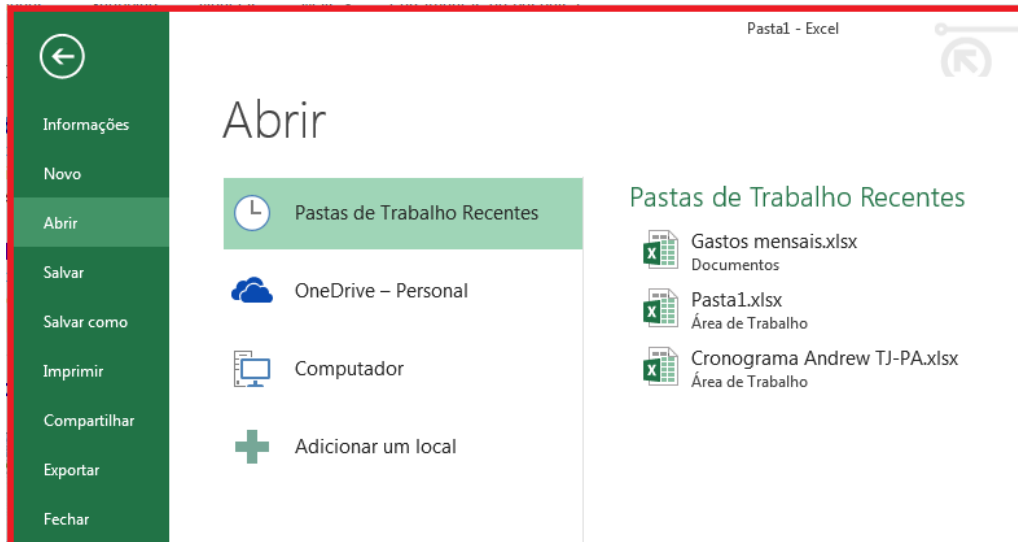 Pasta1 - Excel
Informações
Novo
Abrir
Salvar
Salvar como
Imprimir
Compartilhar
Exportar
Fechar
Abrir
Pastas de Trabalho Recentes
OneDrive – Personal
Computador
Adicionar um local
Pastas de Trabalho Recentes
Gastos mensais.xlsx
Documentos
Pasta1.xlsx
Área de Trabalho
Cronograma Andrew TJ-PA.xlsx
Área de Trabalho